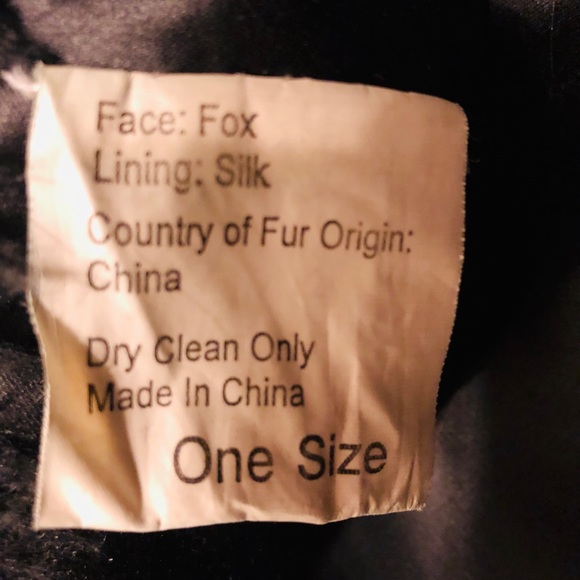 Face: Fox
Lining: Silk
Country of Fur Origin:
China
Dry Clean Only
Made In China
One Size